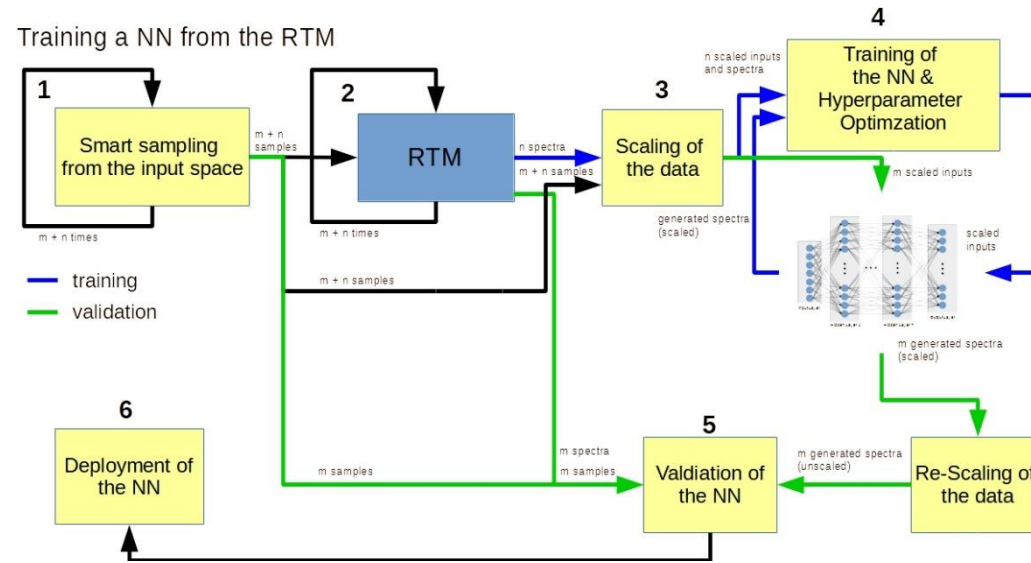 Training a NN from the RTM
1
Smart sampling
from the input space
m + n times
m + n
samples
2
RTM
m + n times
n spectra
m + n samples
m + n samples
3
Scaling of
the data
n scaled inputs
and spectra
4
Training of
the NN &
Hyperparameter
Optimzation
m scaled inputs
generated spectra
(scaled)
scaled
inputs
m generated spectra
(scaled)
training
validation
6
Deployment of
the NN
m samples
m spectra
m samples
5
Valdiation of
the NN
m generated spectra
(unscaled)
Re-Scaling of
the data